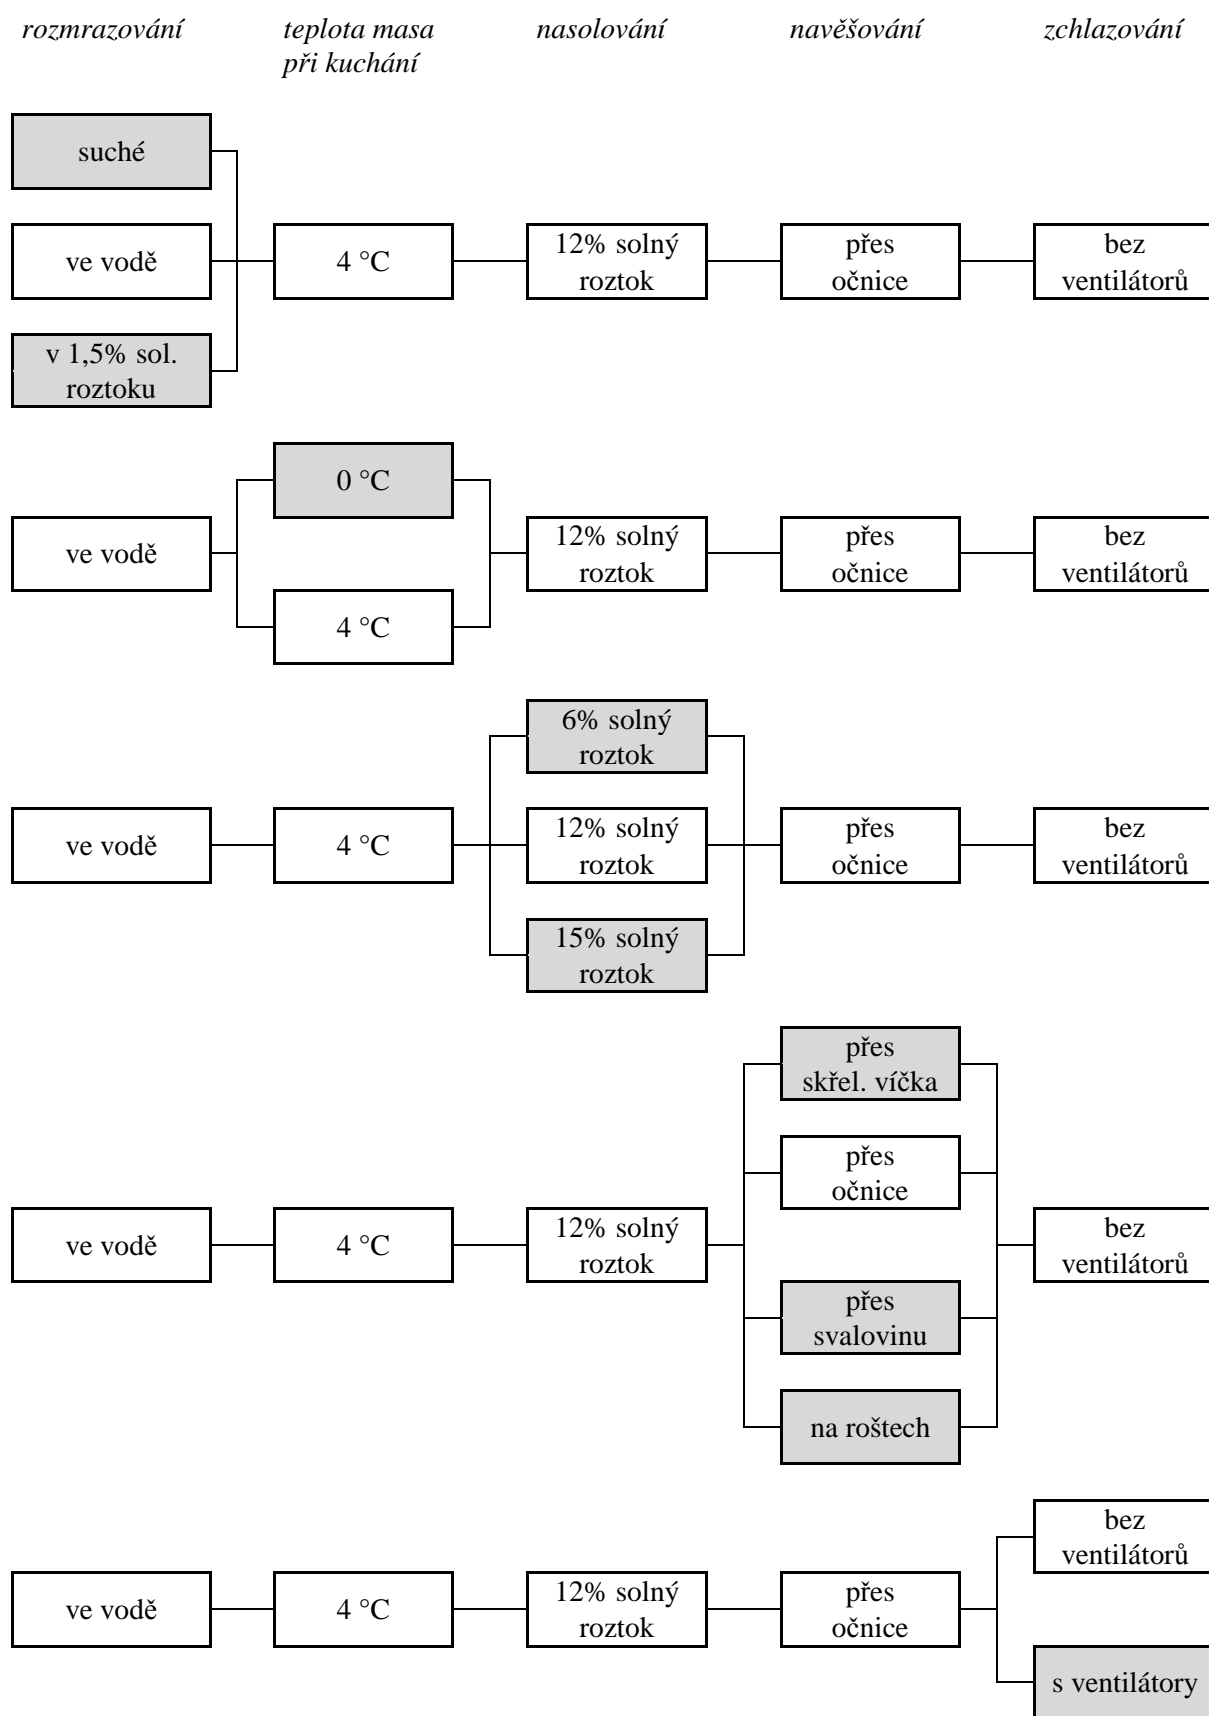 rozmrazování
teplota masa
při kuchání
nasolování
navěšování
zchlazování
suché
ve vodě
v 1,5% sol.
roztoku
4 °C
12% solný
roztok
přes
očnice
bez
ventilátorů
ve vodě
0 °C
4 °C
12% solný
roztok
přes
očnice
bez
ventilátorů
ve vodě
4 °C
6% solný
roztok
12% solný
roztok
15% solný
roztok
přes
očnice
bez
ventilátorů
ve vodě
4 °C
12% solný
roztok
přes
skřel. víčka
přes
očnice
přes
svalovinu
na roštech
bez
ventilátorů
ve vodě
4 °C
12% solný
roztok
přes
očnice
bez
ventilátorů
s ventilátory